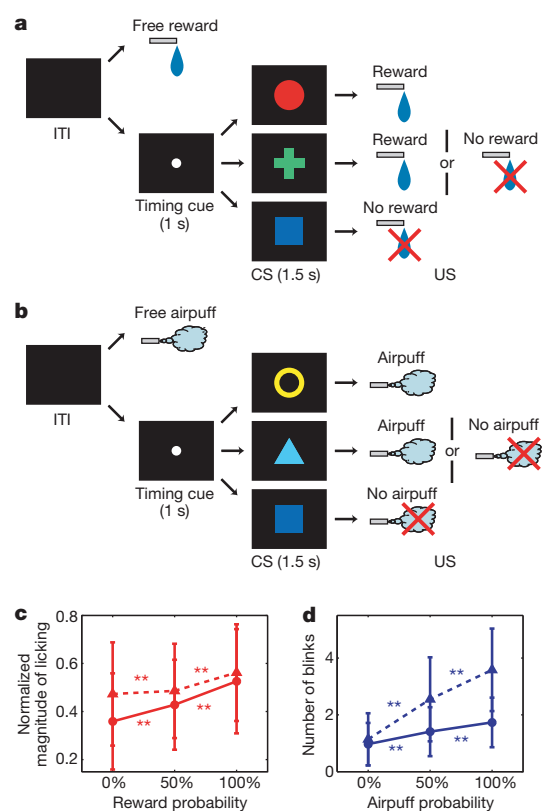 a
Free reward
ITI
Timing cue
(1 s)
Reward
Reward
or
No reward
No reward
CS (1.5 s)
US
b
Free airpuff
ITI
Timing cue
(1 s)
Airpuff
Airpuff
or
No airpuff
No airpuff
CS (1.5 s)
US
c
Normalized
magnitude of licking
0.8
0.6
0.4
0.2
**
**
**
**
0%
50%
100%
Reward probability
d
Number of blinks
4
2
0
**
**
**
**
0%
50%
100%
Airpuff probability